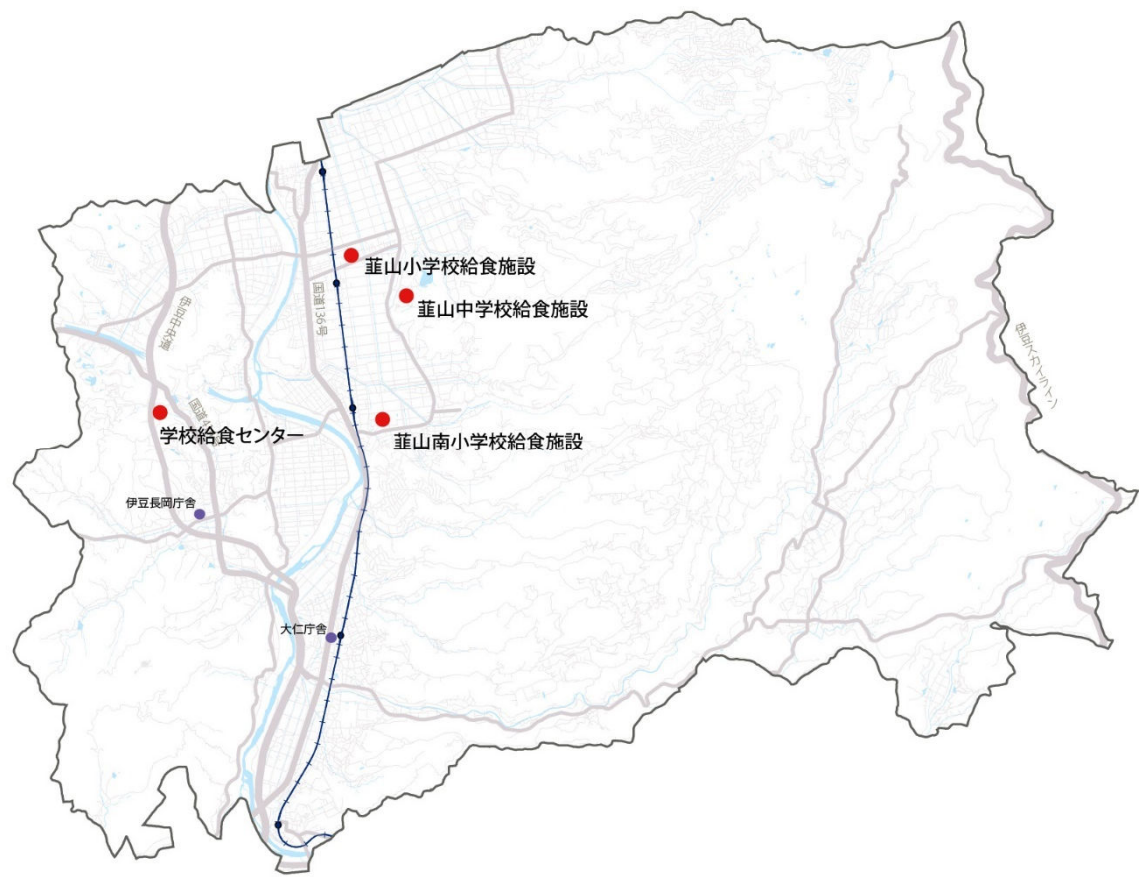 韮山小学校給食施設
韮山中学校給食施設
国道136号
伊豆中央道
伊豆スカイライン
学校給食センター
韮山南小学校給食施設
伊豆長岡庁舎
大仁庁舎